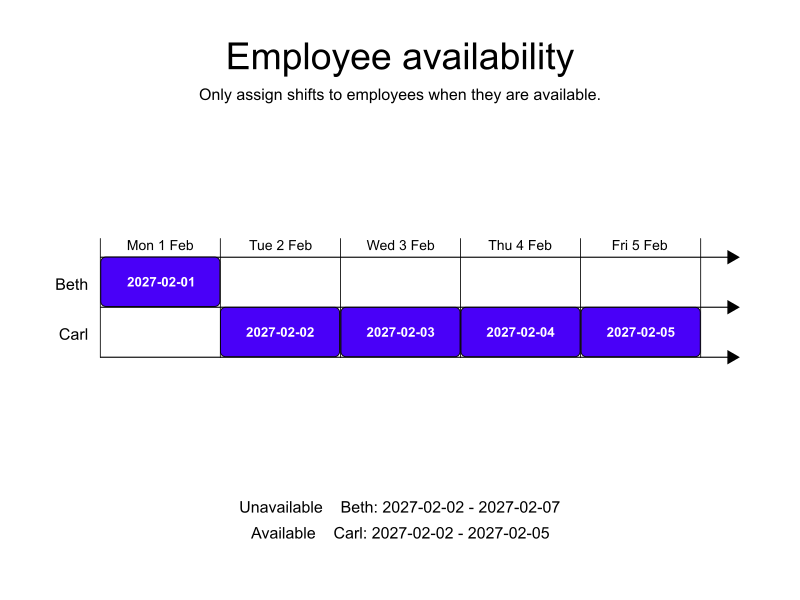 Employee availability
Only assign shifts to employees when they are available.
Mon 1 Feb Tue 2 Feb Wed 3 Feb Thu 4 Feb Fri 5 Feb
Beth 2027-02-01
Carl 2027-02-02 2027-02-03 2027-02-04 2027-02-05
Unavailable Beth: 2027-02-02 - 2027-02-07
Available Carl: 2027-02-02 - 2027-02-05